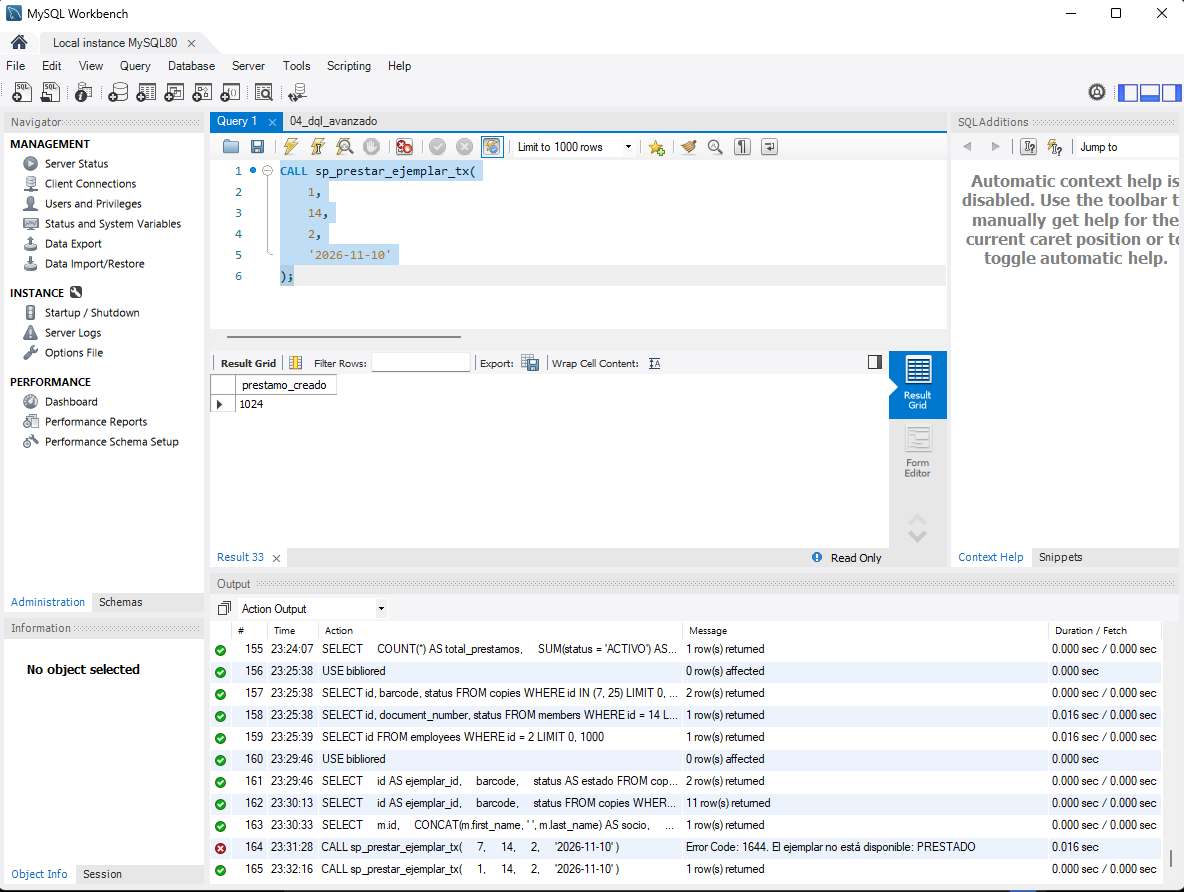 MySQL Workbench
Local instance MySQL80
File Edit View Query Database Server Tools Scripting Help
Navigator
MANAGEMENT
Server Status
Client Connections
Users and Privileges
Status and System Variables
Data Export
Data Import/Restore
INSTANCE
Startup / Shutdown
Server Logs
Options File
PERFORMANCE
Dashboard
Performance Reports
Performance Schema Setup
Administration Schemas
Information
No object selected
Object Info Session
Query 1 04_dql_avanzado
Limit to 1000 rows
1 CALL sp_prestar_ejemplar_tx(
2 1,
3 14,
4 2,
5 '2026-11-10'
6 );
Result Grid Filter Rows: Export: Wrap Cell Content:
prestamo_creado
1024
Result Grid
Form Editor
Result 33 Read Only
SQLAdditions
Jump to
Automatic context help is
disabled. Use the toolbar t
manually get help for the
current caret position or to
toggle automatic help.
Context Help Snippets
Output
Action Output
# Time Action Message Duration / Fetch
155 23:24:07 SELECT COUNT(*) AS total_prestamos, SUM(status = 'ACTIVO') AS... 1 row(s) returned 0.000 sec / 0.000 sec
156 23:25:38 USE bibliored 0 row(s) affected 0.000 sec
157 23:25:38 SELECT id, barcode, status FROM copies WHERE id IN (7, 25) LIMIT 0, ... 2 row(s) returned 0.000 sec / 0.000 sec
158 23:25:38 SELECT id, document_number, status FROM members WHERE id = 14 L... 1 row(s) returned 0.016 sec / 0.000 sec
159 23:25:39 SELECT id FROM employees WHERE id = 2 LIMIT 0, 1000 1 row(s) returned 0.016 sec / 0.000 sec
160 23:29:46 USE bibliored 0 row(s) affected 0.000 sec
161 23:29:46 SELECT id AS ejemplar_id, barcode, status AS estado FROM cop... 2 row(s) returned 0.000 sec / 0.000 sec
162 23:30:13 SELECT id AS ejemplar_id, barcode, status FROM copies WHER... 11 row(s) returned 0.000 sec / 0.000 sec
163 23:30:33 SELECT m.id, CONCAT(m.first_name, ' ', m.last_name) AS socio, ... 1 row(s) returned 0.000 sec / 0.000 sec
164 23:31:28 CALL sp_prestar_ejemplar_tx( 7, 14, 2, '2026-11-10' ) Error Code: 1644. El ejemplar no está disponible: PRESTADO 0.016 sec
165 23:32:16 CALL sp_prestar_ejemplar_tx( 1, 14, 2, '2026-11-10' ) 1 row(s) returned 0.000 sec / 0.000 sec